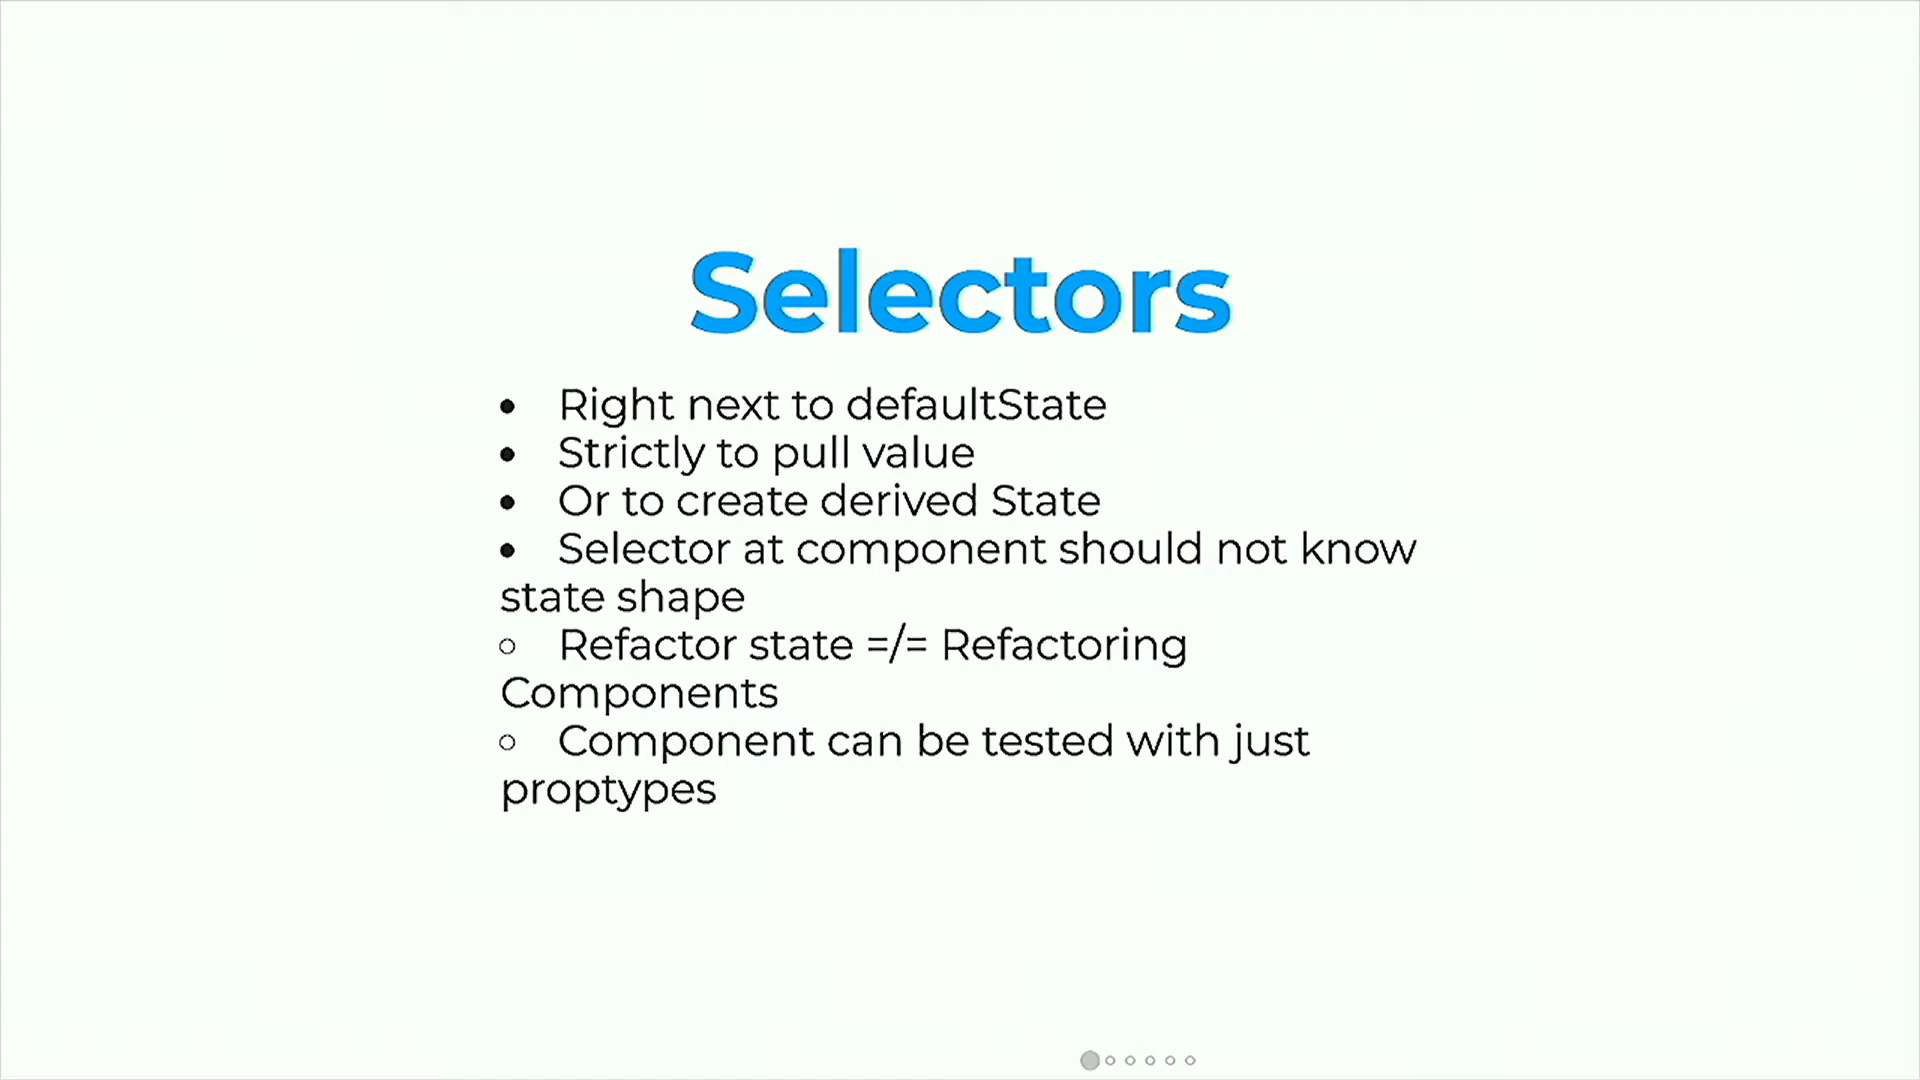 Selectors
• Right next to defaultState
• Strictly to pull value
• Or to create derived State
• Selector at component should not know
state shape
○ Refactor state =/= Refactoring
Components
○ Component can be tested with just
proptypes